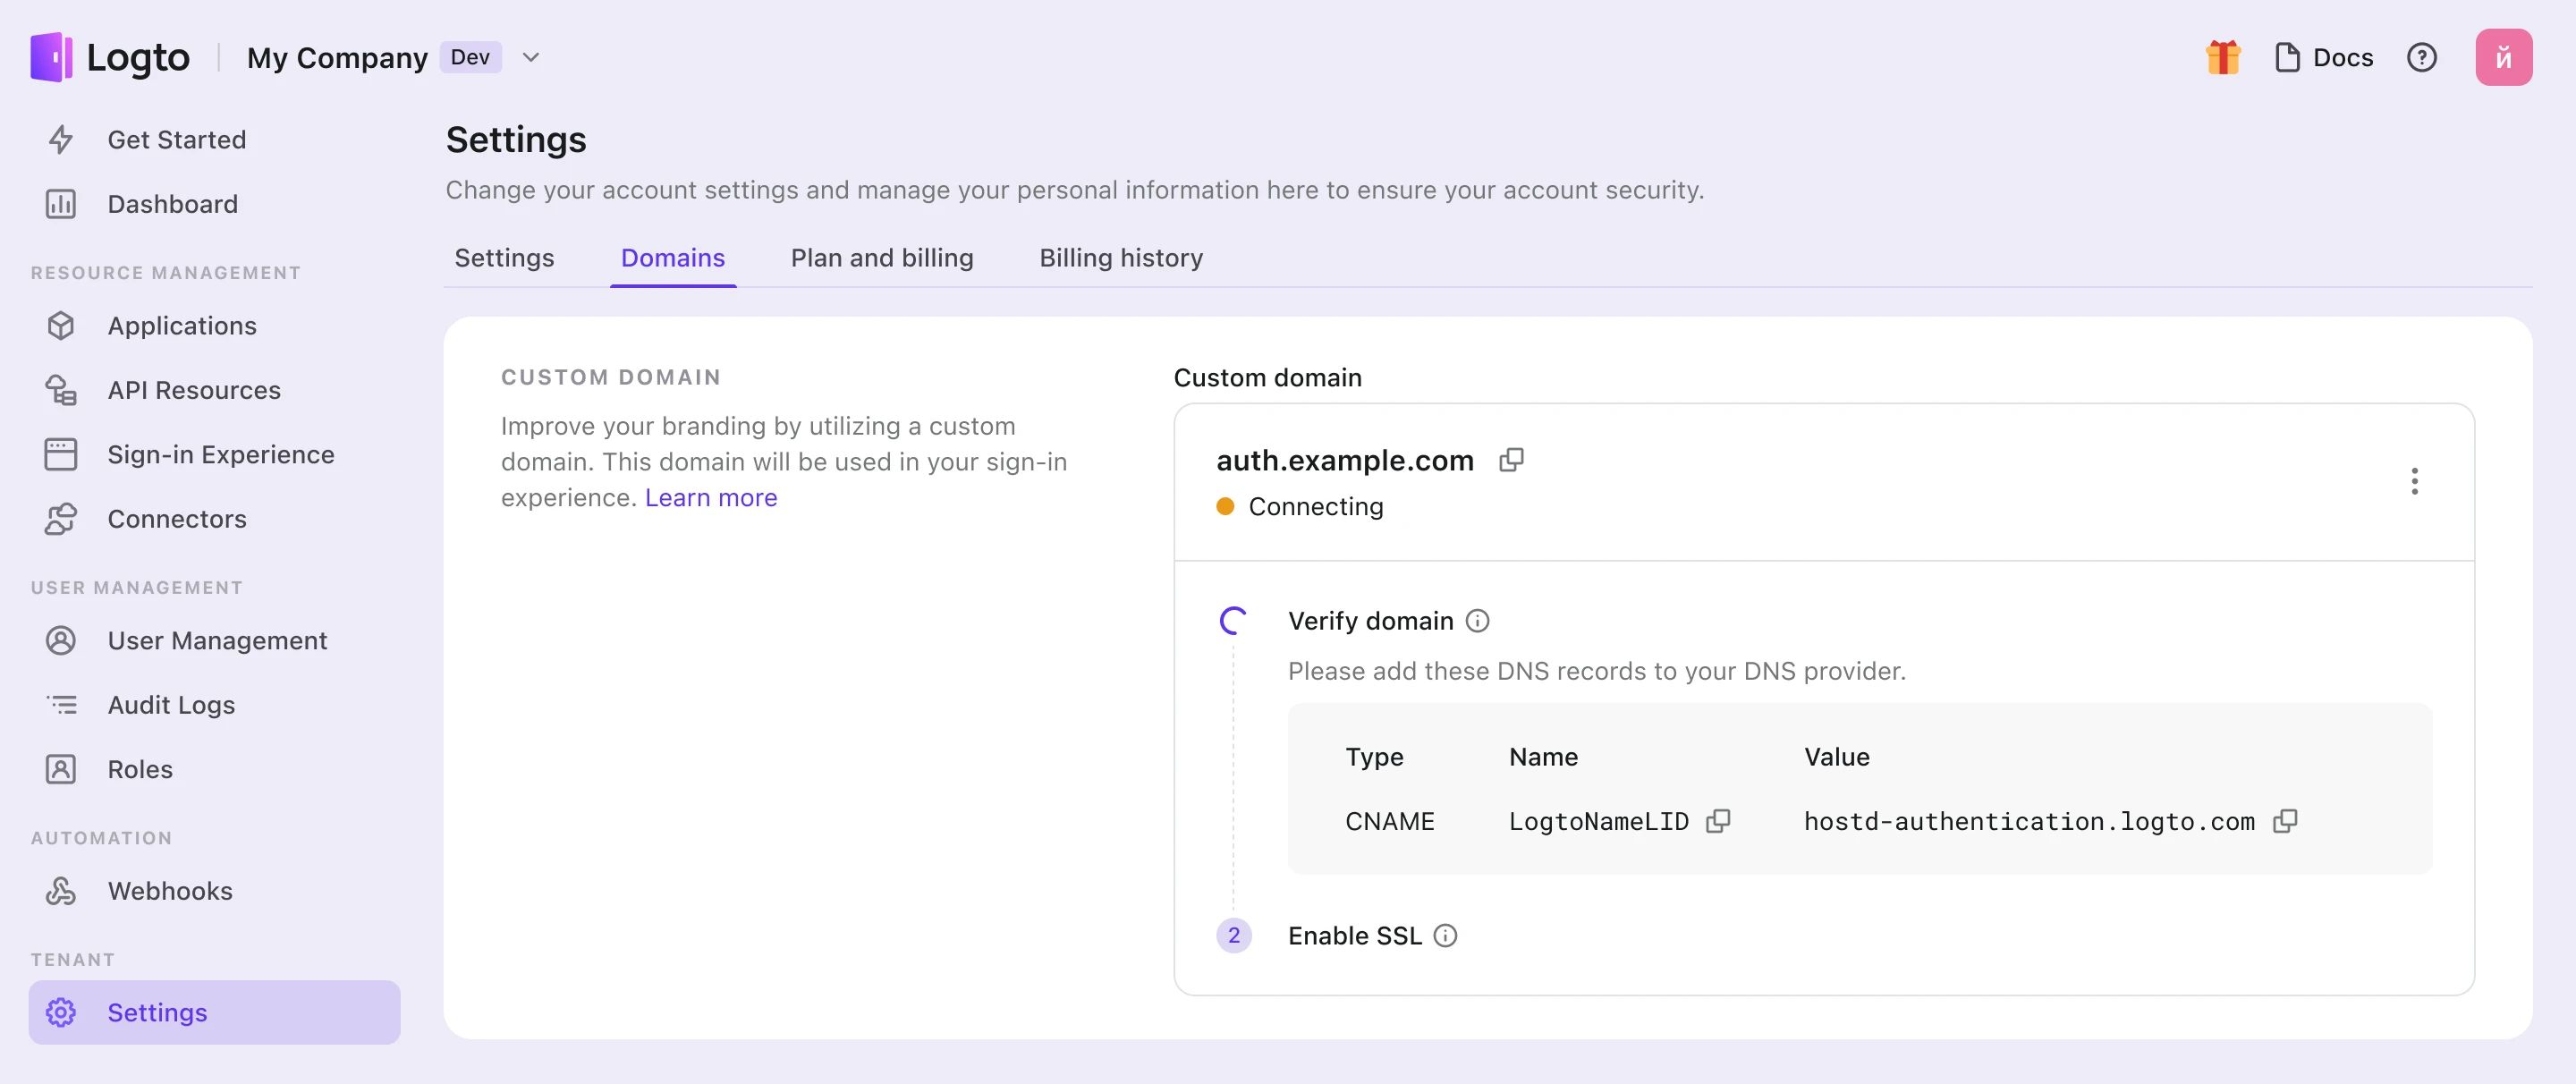 Logto
My Company Dev
Docs
й
Get Started
Dashboard
RESOURCE MANAGEMENT
Applications
API Resources
Sign-in Experience
Connectors
USER MANAGEMENT
User Management
Audit Logs
Roles
AUTOMATION
Webhooks
TENANT
Settings
Settings
Change your account settings and manage your personal information here to ensure your account security.
Settings Domains Plan and billing Billing history
CUSTOM DOMAIN
Improve your branding by utilizing a custom
domain. This domain will be used in your sign-in
experience. Learn more
Custom domain
auth.example.com
Connecting
Verify domain
Please add these DNS records to your DNS provider.
Type Name Value
CNAME LogtoNameLID hostd-authentication.logto.com
2 Enable SSL